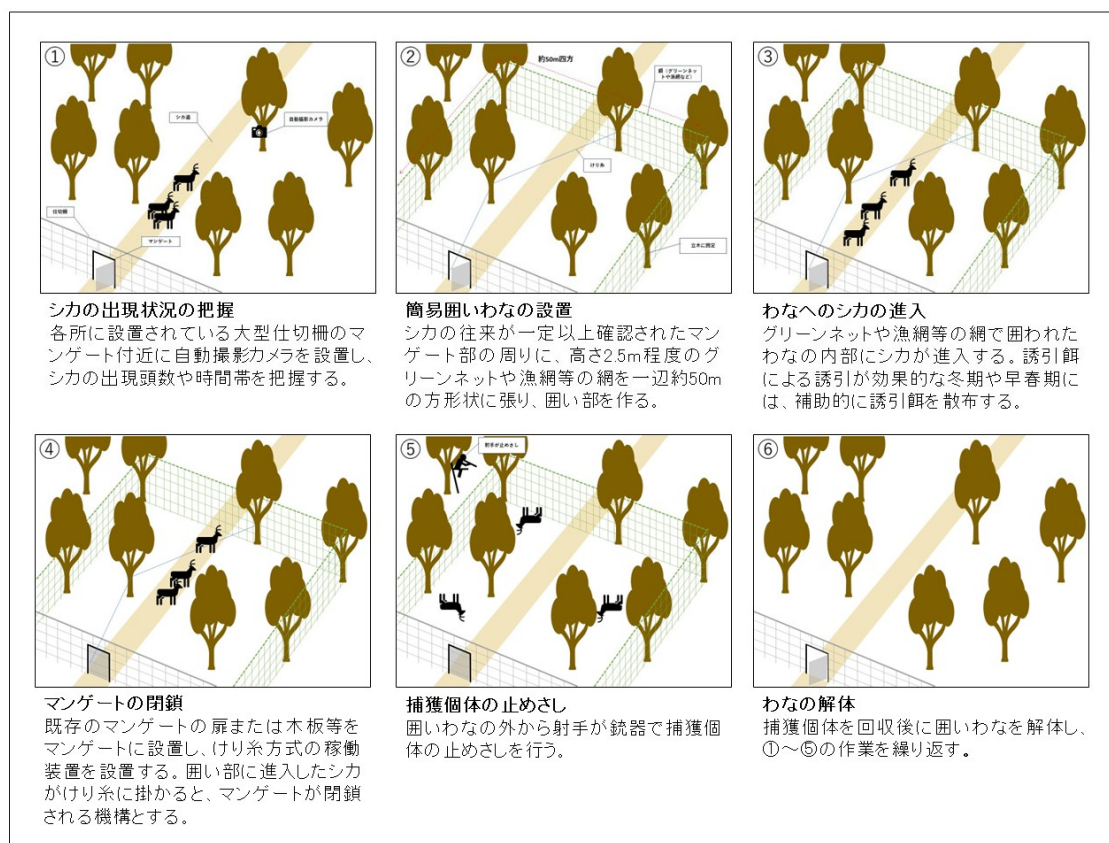 ①
シカ道
自動撮影カメラ
仕切柵
マンゲート
シカの出現状況の把握
各所に設置されている大型仕切柵のマ
ンゲート付近に自動撮影カメラを設置し、
シカの出現頭数や時間帯を把握する。
②
約50m四方
網（グリーンネッ
トや漁網など）
けり糸
立木に固定
簡易囲いわなの設置
シカの往来が一定以上確認されたマン
ゲート部の周りに、高さ2.5m程度のグ
リーンネットや漁網等の網を一辺約50m
の方形状に張り、囲い部を作る。
③
わなへのシカの進入
グリーンネットや漁網等の網で囲われた
わなの内部にシカが進入する。誘引餌
による誘引が効果的な冬期や早春期に
は、補助的に誘引餌を散布する。
④
マンゲートの閉鎖
既存のマンゲートの扉または木板等を
マンゲートに設置し、けり糸方式の稼働
装置を設置する。囲い部に進入したシカ
がけり糸に掛かると、マンゲートが閉鎖
される機構とする。
⑤
射手が止めさし
捕獲個体の止めさし
囲いわなの外から射手が銃器で捕獲個
体の止めさしを行う。
⑥
わなの解体
捕獲個体を回収後に囲いわなを解体し、
①～⑤の作業を繰り返す。